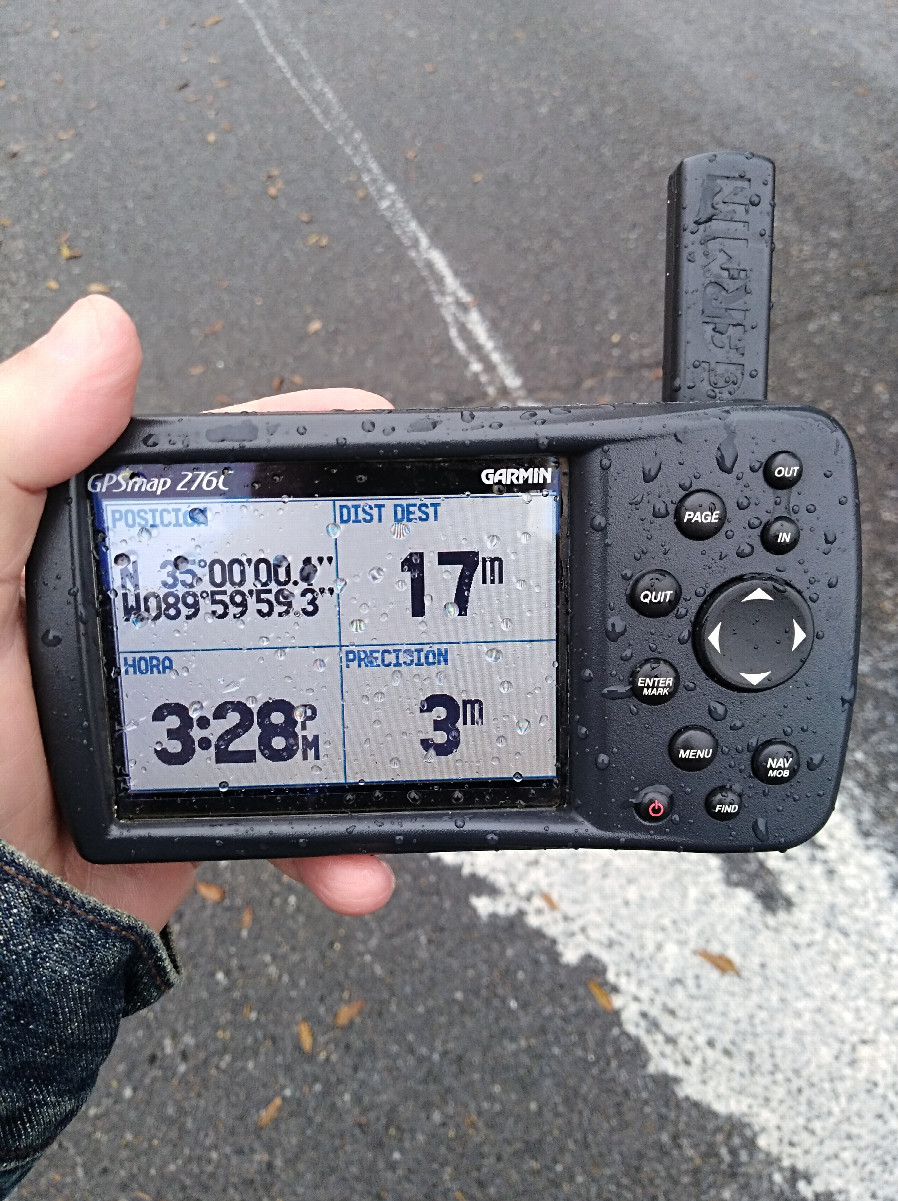 GARMIN
GPSmap 276C GARMIN
POSICIÓN
N 35°00'00.0"
W089°59'59.3"
DIST DEST
17m
HORA
3:28PM
PRECISIÓN
3m
OUT
PAGE
IN
QUIT
ENTER
MARK
MENU
NAV
MOB
FIND